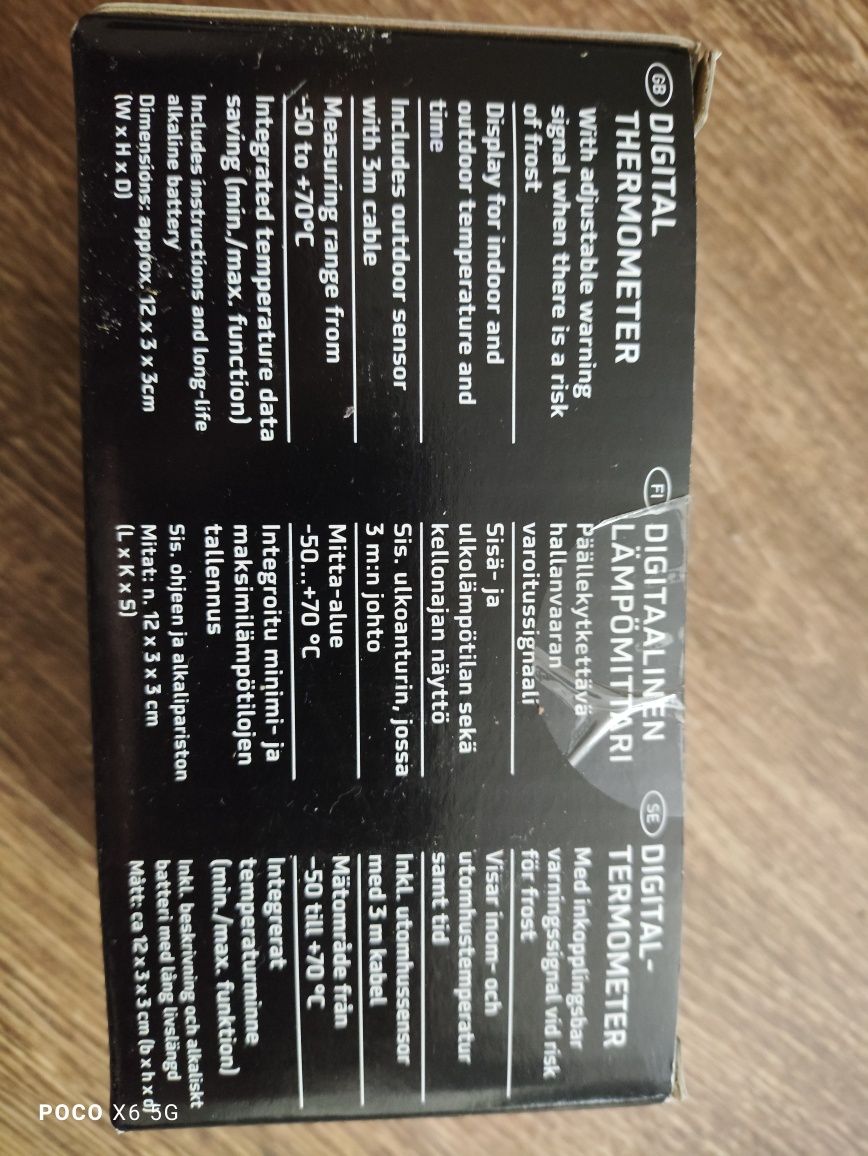 GB DIGITAL
THERMOMETER
With adjustable warning
signal when there is a risk
of frost
Display for indoor and
outdoor temperature and
time
Includes outdoor sensor
with 3m cable
Measuring range from
-50 to +70°C
Integrated temperature data
saving (min./max. function)
Includes instructions and long-life
alkaline battery
Dimensions: approx. 12 x 3 x 3cm
(W x H x D)
FI DIGITAALINEN
LÄMPÖMITTARI
Päällekytkettävä
hallanvaaran
varoitussignaali
Sisä- ja
ulkolämpötilan sekä
kellonajan näyttö
Sis. ulkoanturin, jossa
3 m:n johto
Mitta-alue
-50...+70 °C
Integroitu minimi- ja
maksimilämpötilojen
tallennus
Sis. ohjeen ja alkalipariston
Mitat: n. 12 x 3 x 3 cm
(L x K x S)
SE DIGITAL-
TERMOMETER
Med inkopplingsbar
varningssignal vid risk
för frost
Visar inom- och
utomhustemperatur
samt tid
Inkl. utomhussensor
med 3 m kabel
Mätområde från
-50 till +70 °C
Integrerat
temperaturminne
(min./max. funktion)
Inkl. beskrivning och alkaliskt
batteri med lång livslängd
Mått: ca 12 x 3 x 3 cm (b x h x d)
POCO X6 5G